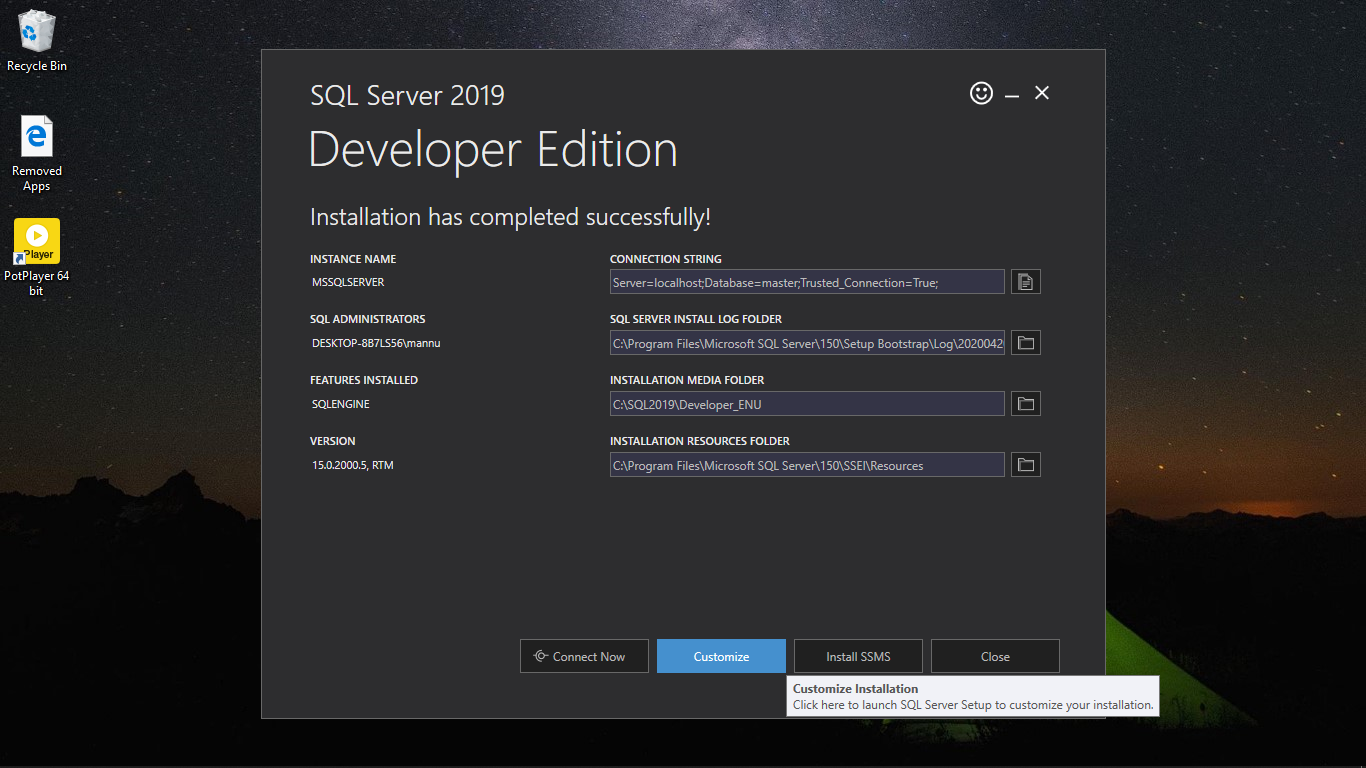 Recycle Bin
Removed
Apps
Player
PotPlayer 64
bit
SQL Server 2019
Developer Edition
Installation has completed successfully!
INSTANCE NAME
MSSQLSERVER
CONNECTION STRING
Server=localhost;Database=master;Trusted_Connection=True;
SQL ADMINISTRATORS
DESKTOP-8B7LS56\mannu
SQL SERVER INSTALL LOG FOLDER
C:\Program Files\Microsoft SQL Server\150\Setup Bootstrap\Log\2020042
FEATURES INSTALLED
SQLENGINE
INSTALLATION MEDIA FOLDER
C:\SQL2019\Developer_ENU
VERSION
15.0.2000.5, RTM
INSTALLATION RESOURCES FOLDER
C:\Program Files\Microsoft SQL Server\150\SSEI\Resources
Connect Now
Customize
Install SSMS
Close
Customize Installation
Click here to launch SQL Server Setup to customize your installation.